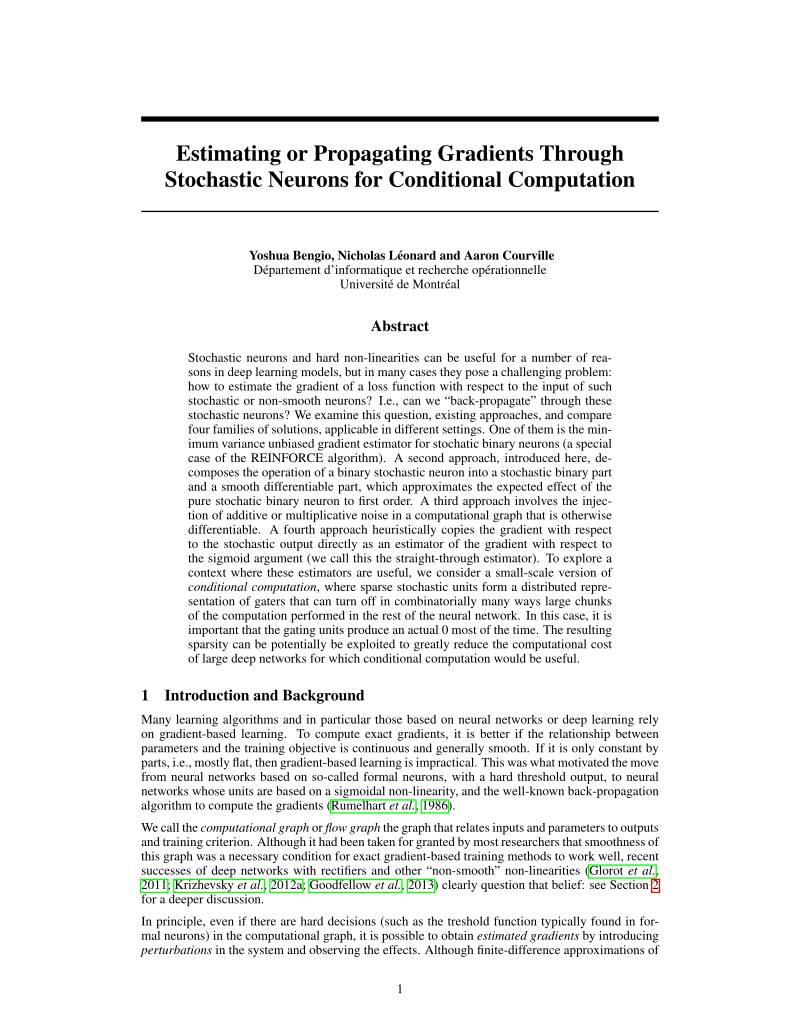 Estimating or Propagating Gradients Through
Stochastic Neurons for Conditional Computation
Yoshua Bengio, Nicholas Léonard and Aaron Courville
Département d'informatique et recherche opérationnelle
Université de Montréal
Abstract
Stochastic neurons and hard non-linearities can be useful for a number of rea-
sons in deep learning models, but in many cases they pose a challenging problem:
how to estimate the gradient of a loss function with respect to the input of such
stochastic or non-smooth neurons? I.e., can we “back-propagate” through these
stochastic neurons? We examine this question, existing approaches, and compare
four families of solutions, applicable in different settings. One of them is the min-
imum variance unbiased gradient estimator for stochatic binary neurons (a special
case of the REINFORCE algorithm). A second approach, introduced here, de-
composes the operation of a binary stochastic neuron into a stochastic binary part
and a smooth differentiable part, which approximates the expected effect of the
pure stochatic binary neuron to first order. A third approach involves the injec-
tion of additive or multiplicative noise in a computational graph that is otherwise
differentiable. A fourth approach heuristically copies the gradient with respect
to the stochastic output directly as an estimator of the gradient with respect to
the sigmoid argument (we call this the straight-through estimator). To explore a
context where these estimators are useful, we consider a small-scale version of
conditional computation, where sparse stochastic units form a distributed repre-
sentation of gaters that can turn off in combinatorially many ways large chunks
of the computation performed in the rest of the neural network. In this case, it is
important that the gating units produce an actual 0 most of the time. The resulting
sparsity can be potentially be exploited to greatly reduce the computational cost
of large deep networks for which conditional computation would be useful.
1 Introduction and Background
Many learning algorithms and in particular those based on neural networks or deep learning rely
on gradient-based learning. To compute exact gradients, it is better if the relationship between
parameters and the training objective is continuous and generally smooth. If it is only constant by
parts, i.e., mostly flat, then gradient-based learning is impractical. This was what motivated the move
from neural networks based on so-called formal neurons, with a hard threshold output, to neural
networks whose units are based on a sigmoidal non-linearity, and the well-known back-propagation
algorithm to compute the gradients (Rumelhart et al., 1986).
We call the computational graph or flow graph the graph that relates inputs and parameters to outputs
and training criterion. Although it had been taken for granted by most researchers that smoothness of
this graph was a necessary condition for exact gradient-based training methods to work well, recent
successes of deep networks with rectifiers and other “non-smooth” non-linearities (Glorot et al.,
2011; Krizhevsky et al., 2012a; Goodfellow et al., 2013) clearly question that belief: see Section 2
for a deeper discussion.
In principle, even if there are hard decisions (such as the treshold function typically found in for-
mal neurons) in the computational graph, it is possible to obtain estimated gradients by introducing
perturbations in the system and observing the effects. Although finite-difference approximations of
1